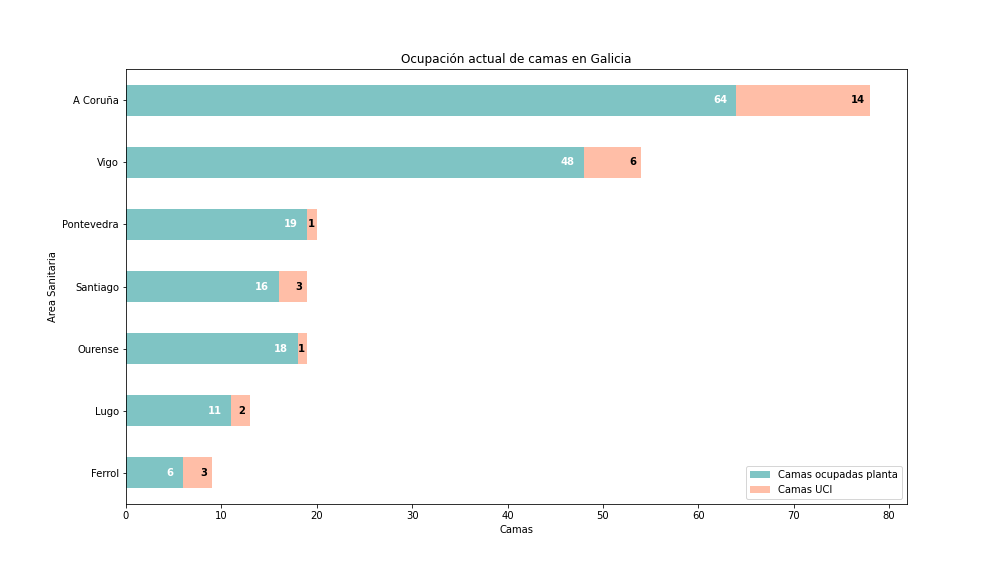 Ocupación actual de camas en Galicia
A Coruña 64 14
Vigo 48 6
Pontevedra 19 1
Santiago 16 3
Ourense 18 1
Lugo 11 2
Ferrol 6 3
Area Sanitaria
Camas ocupadas planta
Camas UCI
0 10 20 30 40 50 60 70 80
Camas